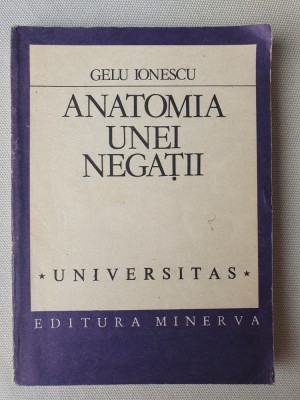 GELU IONESCU
ANATOMIA
UNEI
NEGAȚII
* UNIVERSITAS *
EDITURA MINERVA